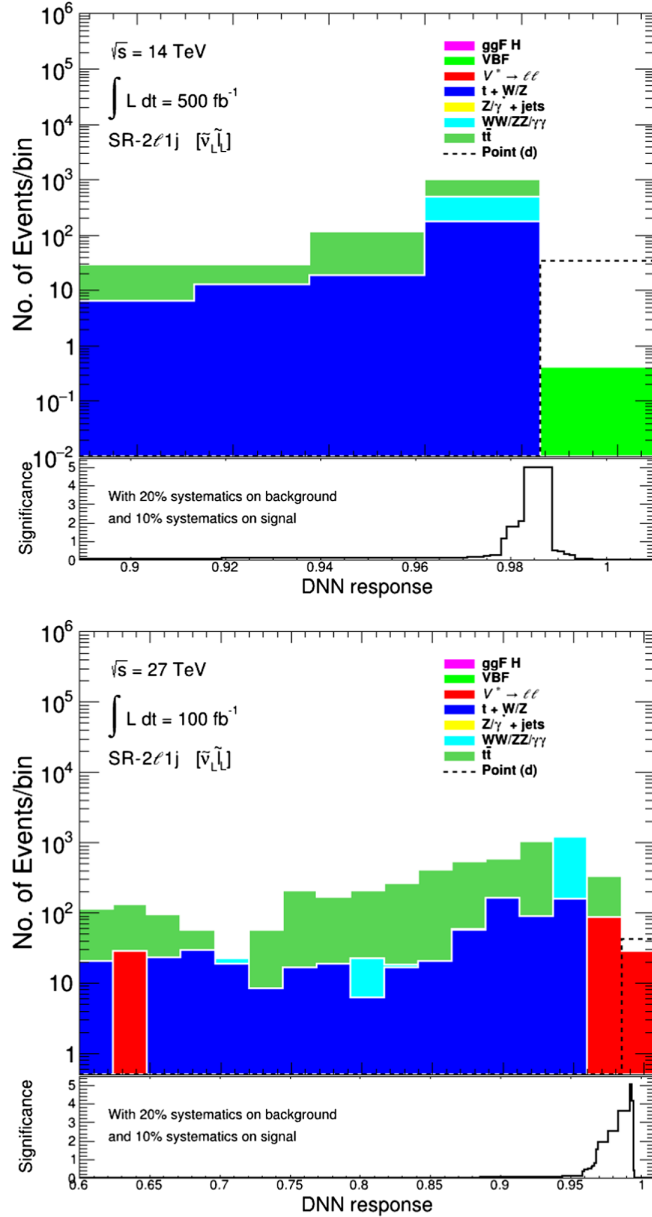 10⁶
10⁵
10⁴
10³
10²
10
1
10⁻¹
10⁻²
No. of Events/bin
√s = 14 TeV
∫ L dt = 500 fb⁻¹
SR-2ℓ1j [ν̃_L l̃_L]
ggF H
VBF
V* → ℓℓ
t + W/Z
Z/γ* + jets
WW/ZZ/γγ
tt̄
Point (d)
5
4
3
2
1
0
Significance
With 20% systematics on background
and 10% systematics on signal
0.9 0.92 0.94 0.96 0.98 1
DNN response
10⁶
10⁵
10⁴
10³
10²
10
1
No. of Events/bin
√s = 27 TeV
∫ L dt = 100 fb⁻¹
SR-2ℓ1j [ν̃_L l̃_L]
ggF H
VBF
V* → ℓℓ
t + W/Z
Z/γ* + jets
WW/ZZ/γγ
tt̄
Point (d)
5
4
3
2
1
0
Significance
With 20% systematics on background
and 10% systematics on signal
0.6 0.65 0.7 0.75 0.8 0.85 0.9 0.95 1
DNN response